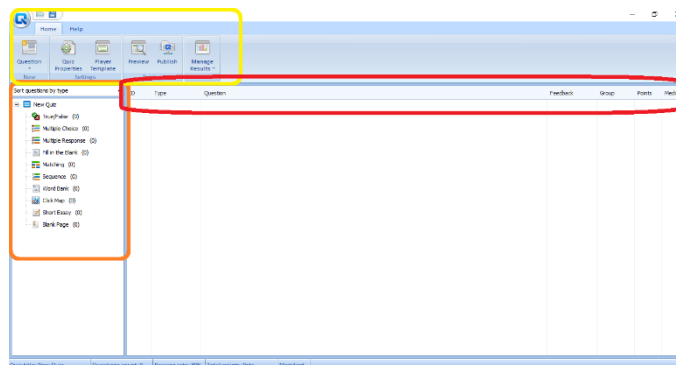 Home Help
Question Quiz Properties Player Template Preview Publish Manage Results
New Settings
Sort questions by type
ID Type Question Feedback Group Points Medi
New Quiz
True/False (0)
Multiple Choice (0)
Multiple Response (0)
Fill in the Blank (0)
Matching (0)
Sequence (0)
Word Bank (0)
Click Map (0)
Short Essay (0)
Blank Page (0)